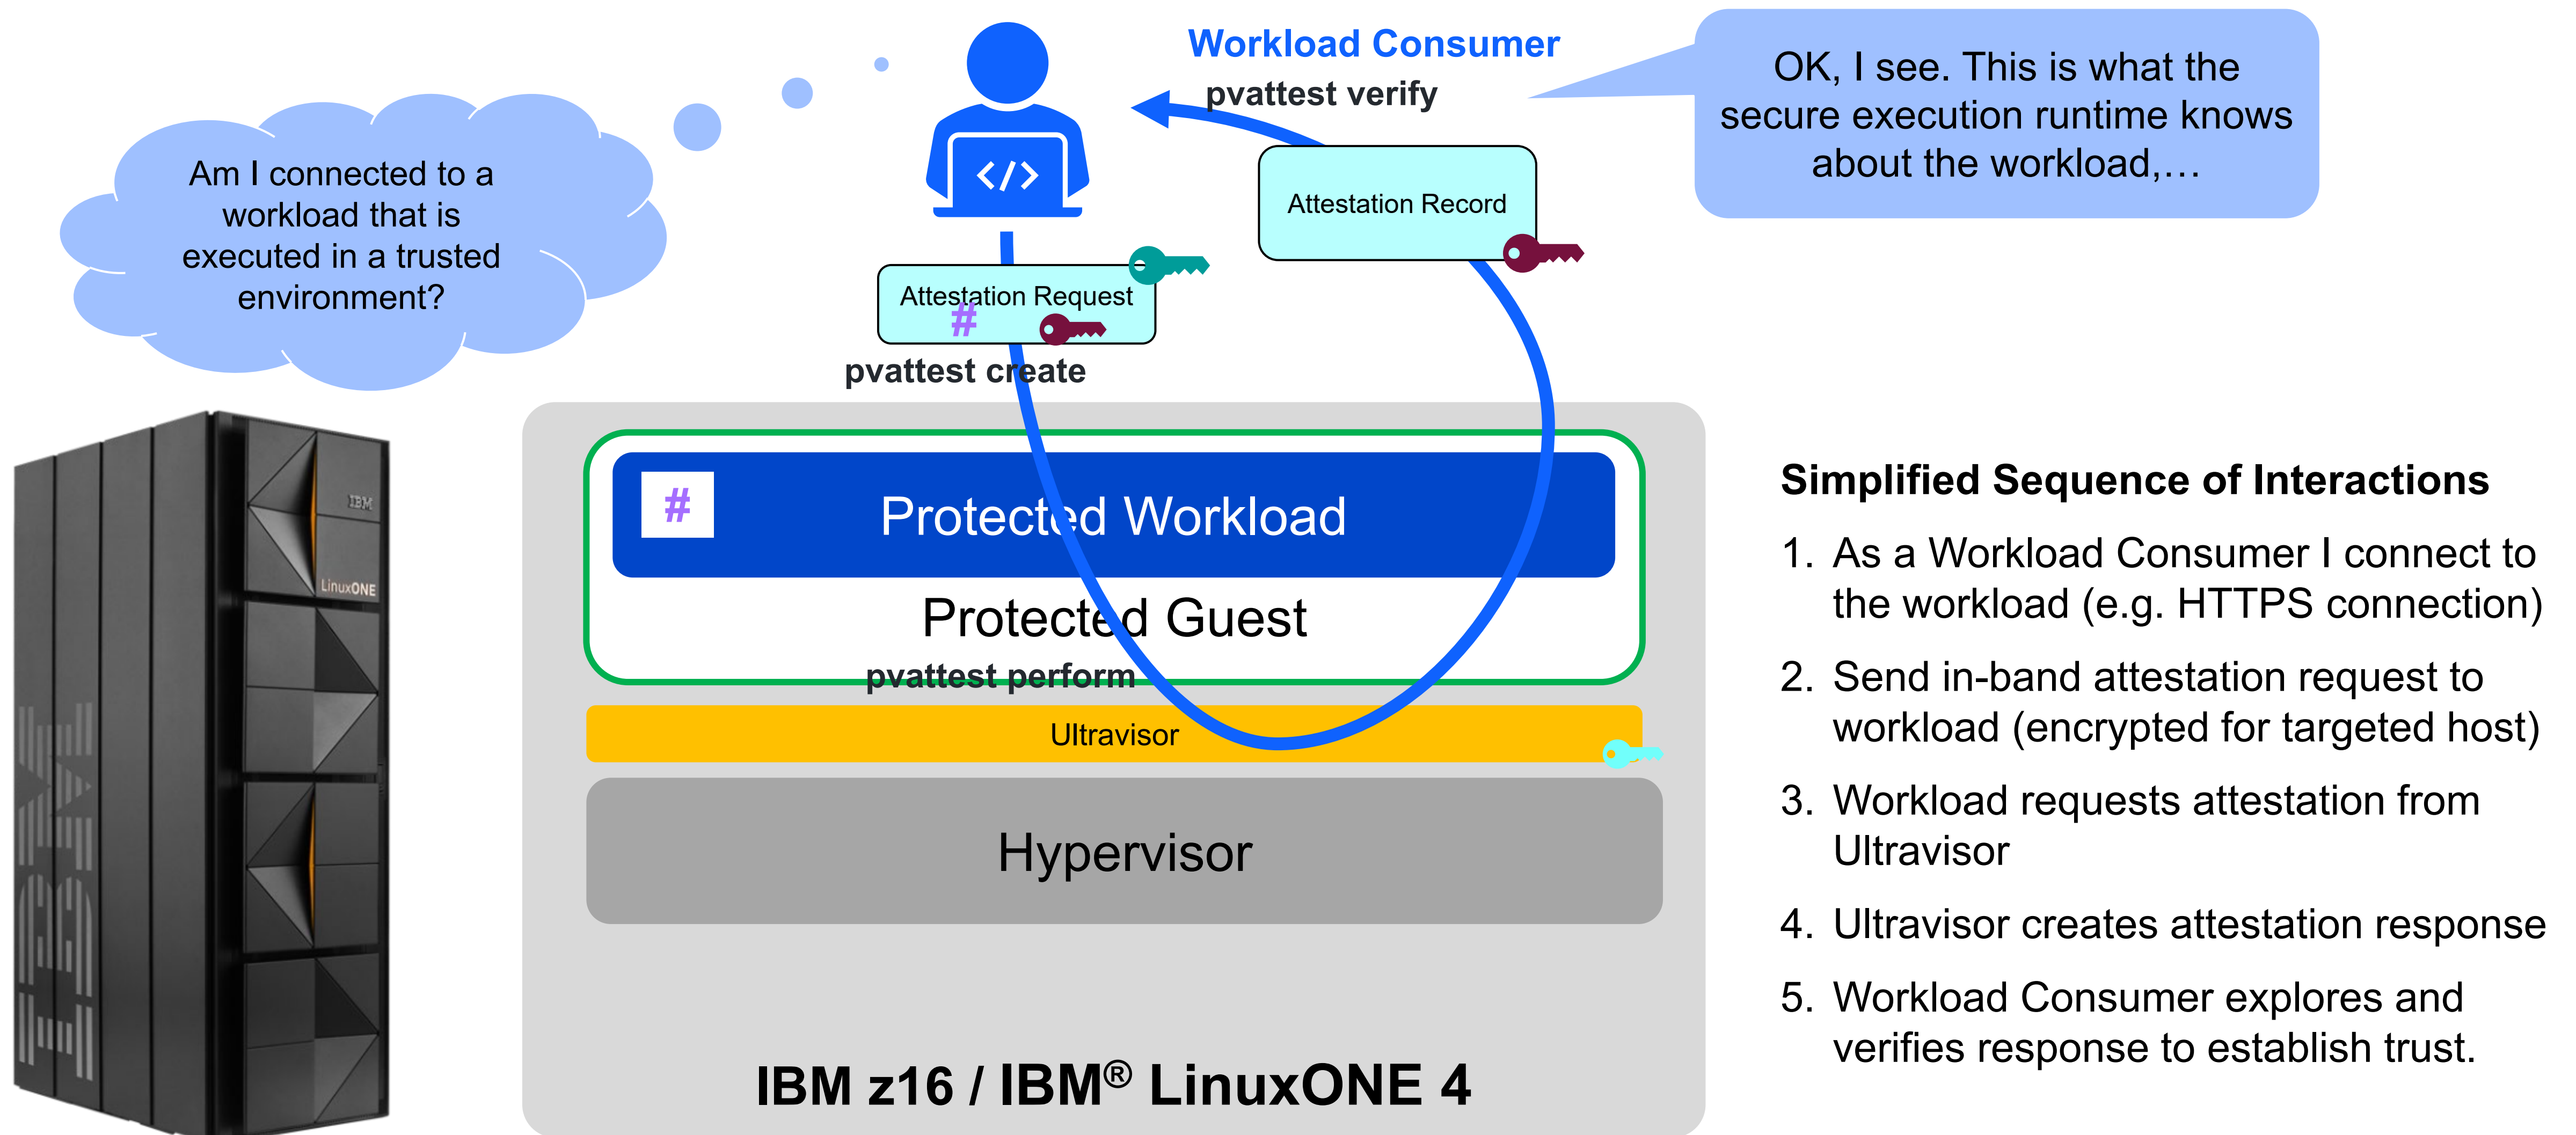 Workload Consumer
pvattest verify
OK, I see. This is what the
secure execution runtime knows
about the workload,…
Am I connected to a
workload that is
executed in a trusted
environment?
Attestation Record
Attestation Request
#
pvattest create
#
Protected Workload
Protected Guest
pvattest perform
Ultravisor
Hypervisor
IBM z16 / IBM® LinuxONE 4
IBM
LinuxONE
IBM
Simplified Sequence of Interactions
1. As a Workload Consumer I connect to
the workload (e.g. HTTPS connection)
2. Send in-band attestation request to
workload (encrypted for targeted host)
3. Workload requests attestation from
Ultravisor
4. Ultravisor creates attestation response
5. Workload Consumer explores and
verifies response to establish trust.